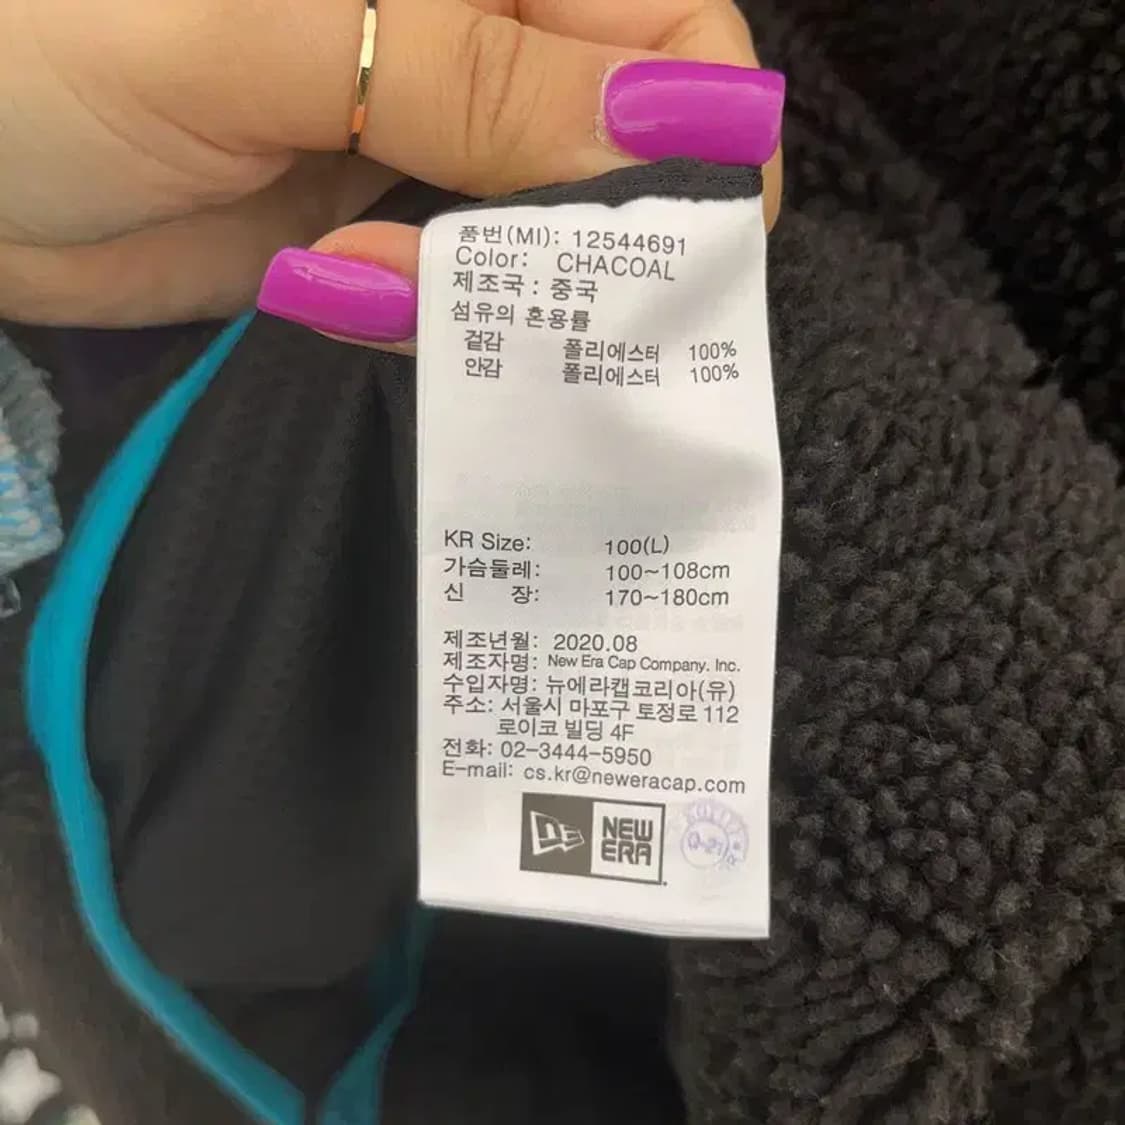 품번(MI): 12544691
Color: CHACOAL
제조국 : 중국
섬유의 혼용률
겉감 폴리에스터 100%
안감 폴리에스터 100%
KR Size: 100(L)
가슴둘레: 100~108cm
신 장: 170~180cm
제조년월: 2020.08
제조자명: New Era Cap Company. Inc.
수입자명: 뉴에라캡코리아(유)
주소: 서울시 마포구 토정로 112
로이코 빌딩 4F
전화: 02-3444-5950
E-mail: cs.kr@neweracap.com
NEW
ERA